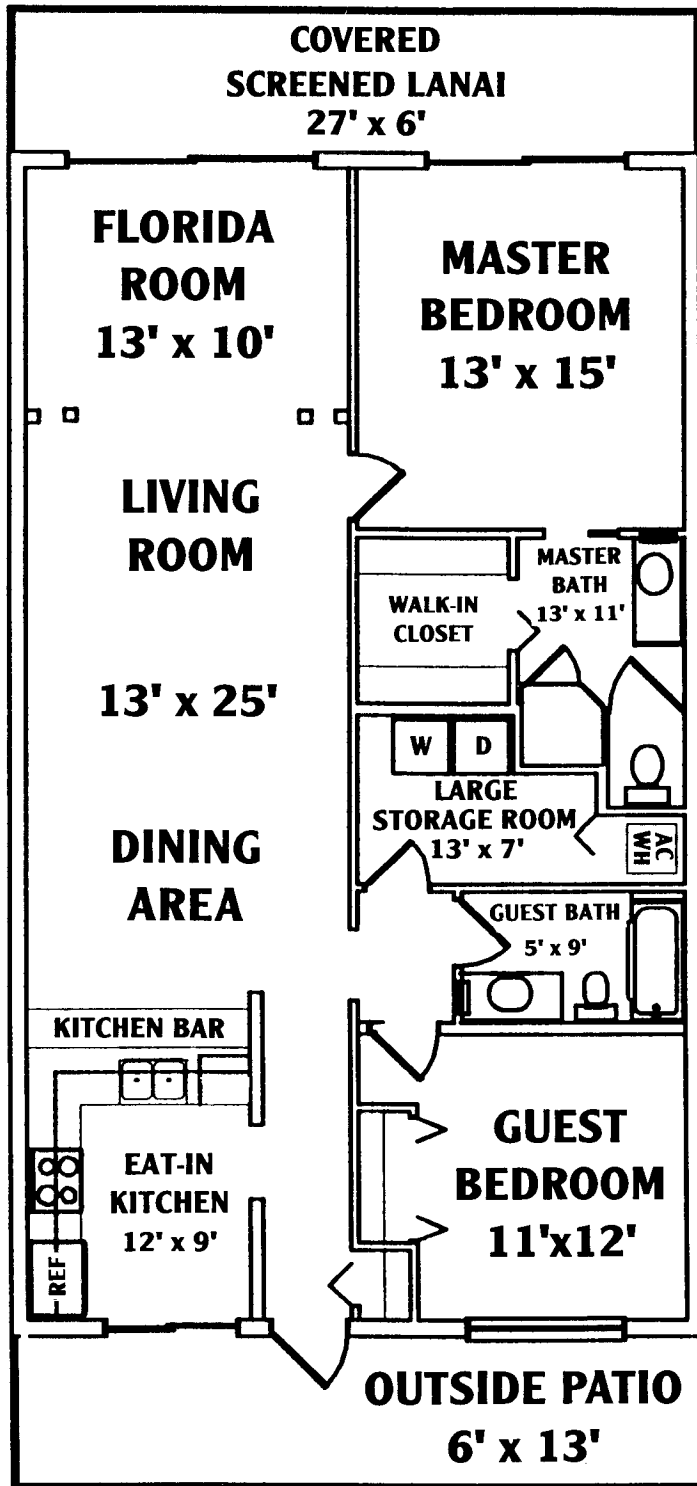 COVERED
SCREENED LANAI
27' x 6'
FLORIDA
ROOM
13' x 10'
MASTER
BEDROOM
13' x 15'
LIVING
ROOM
13' x 25'
DINING
AREA
MASTER
BATH
13' x 11'
WALK-IN
CLOSET
W
D
LARGE
STORAGE ROOM
13' x 7'
AC
WH
GUEST BATH
5' x 9'
KITCHEN BAR
EAT-IN
KITCHEN
12' x 9'
REF
GUEST
BEDROOM
11'x12'
OUTSIDE PATIO
6' x 13'